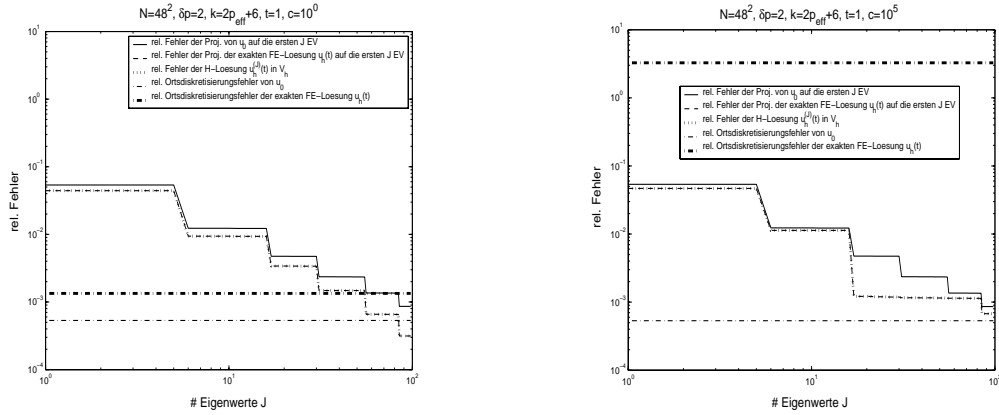 N=48², δp=2, k=2p_eff+6, t=1, c=10⁰
rel. Fehler
10¹
10⁰
10⁻¹
10⁻²
10⁻³
10⁻⁴
rel. Fehler der Proj. von u₀ auf die ersten J EV
rel. Fehler der Proj. der exakten FE−Loesung u_h(t) auf die ersten J EV
rel. Fehler der H−Loesung u_h^(J)(t) in V_h
rel. Ortsdiskretisierungsfehler von u₀
rel. Ortsdiskretisierungsfehler der exakten FE−Loesung u_h(t)
10⁰
10¹
10²
# Eigenwerte J
N=48², δp=2, k=2p_eff+6, t=1, c=10⁵
rel. Fehler
10¹
10⁰
10⁻¹
10⁻²
10⁻³
10⁻⁴
rel. Fehler der Proj. von u₀ auf die ersten J EV
rel. Fehler der Proj. der exakten FE−Loesung u_h(t) auf die ersten J EV
rel. Fehler der H−Loesung u_h^(J)(t) in V_h
rel. Ortsdiskretisierungsfehler von u₀
rel. Ortsdiskretisierungsfehler der exakten FE−Loesung u_h(t)
10⁰
10¹
10
# Eigenwerte J